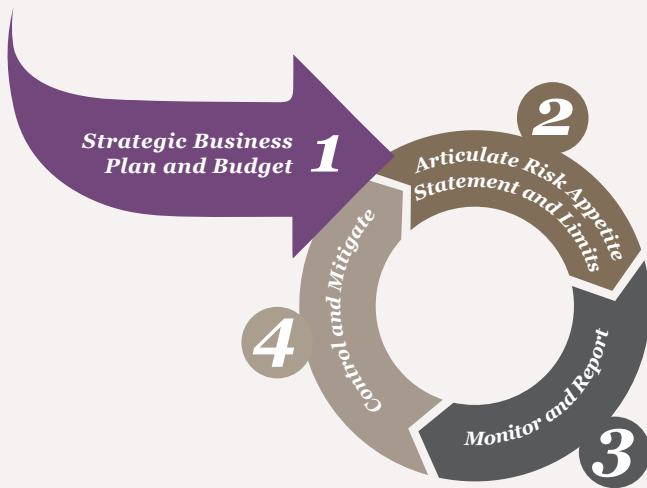 Strategic Business
Plan and Budget
1
2
Articulate Risk Appetite
Statement and Limits
Monitor and Report
3
Control and Mitigate
4